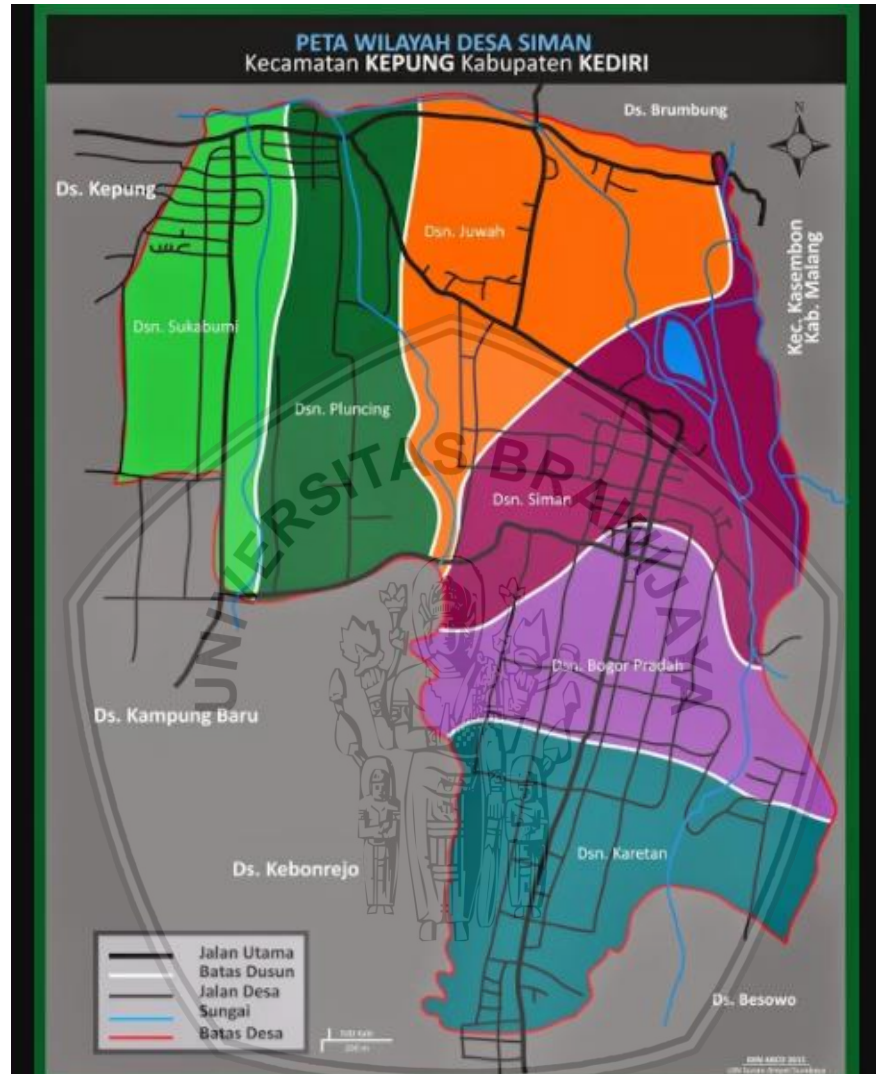 PETA WILAYAH DESA SIMAN
Kecamatan KEPUNG Kabupaten KEDIRI
Ds. Brumbung
N
Ds. Kepung
Dsn. Juwah
Kec. Kasembon
Kab. Malang
Dsn. Sukabumi
Dsn. Pluncing
Dsn. Siman
UNIVERSITAS BRAWIJAYA
Dsn. Bogor Pradah
Ds. Kampung Baru
Dsn. Karetan
Ds. Kebonrejo
Jalan Utama
Batas Dusun
Jalan Desa
Sungai
Batas Desa
Ds. Besowo